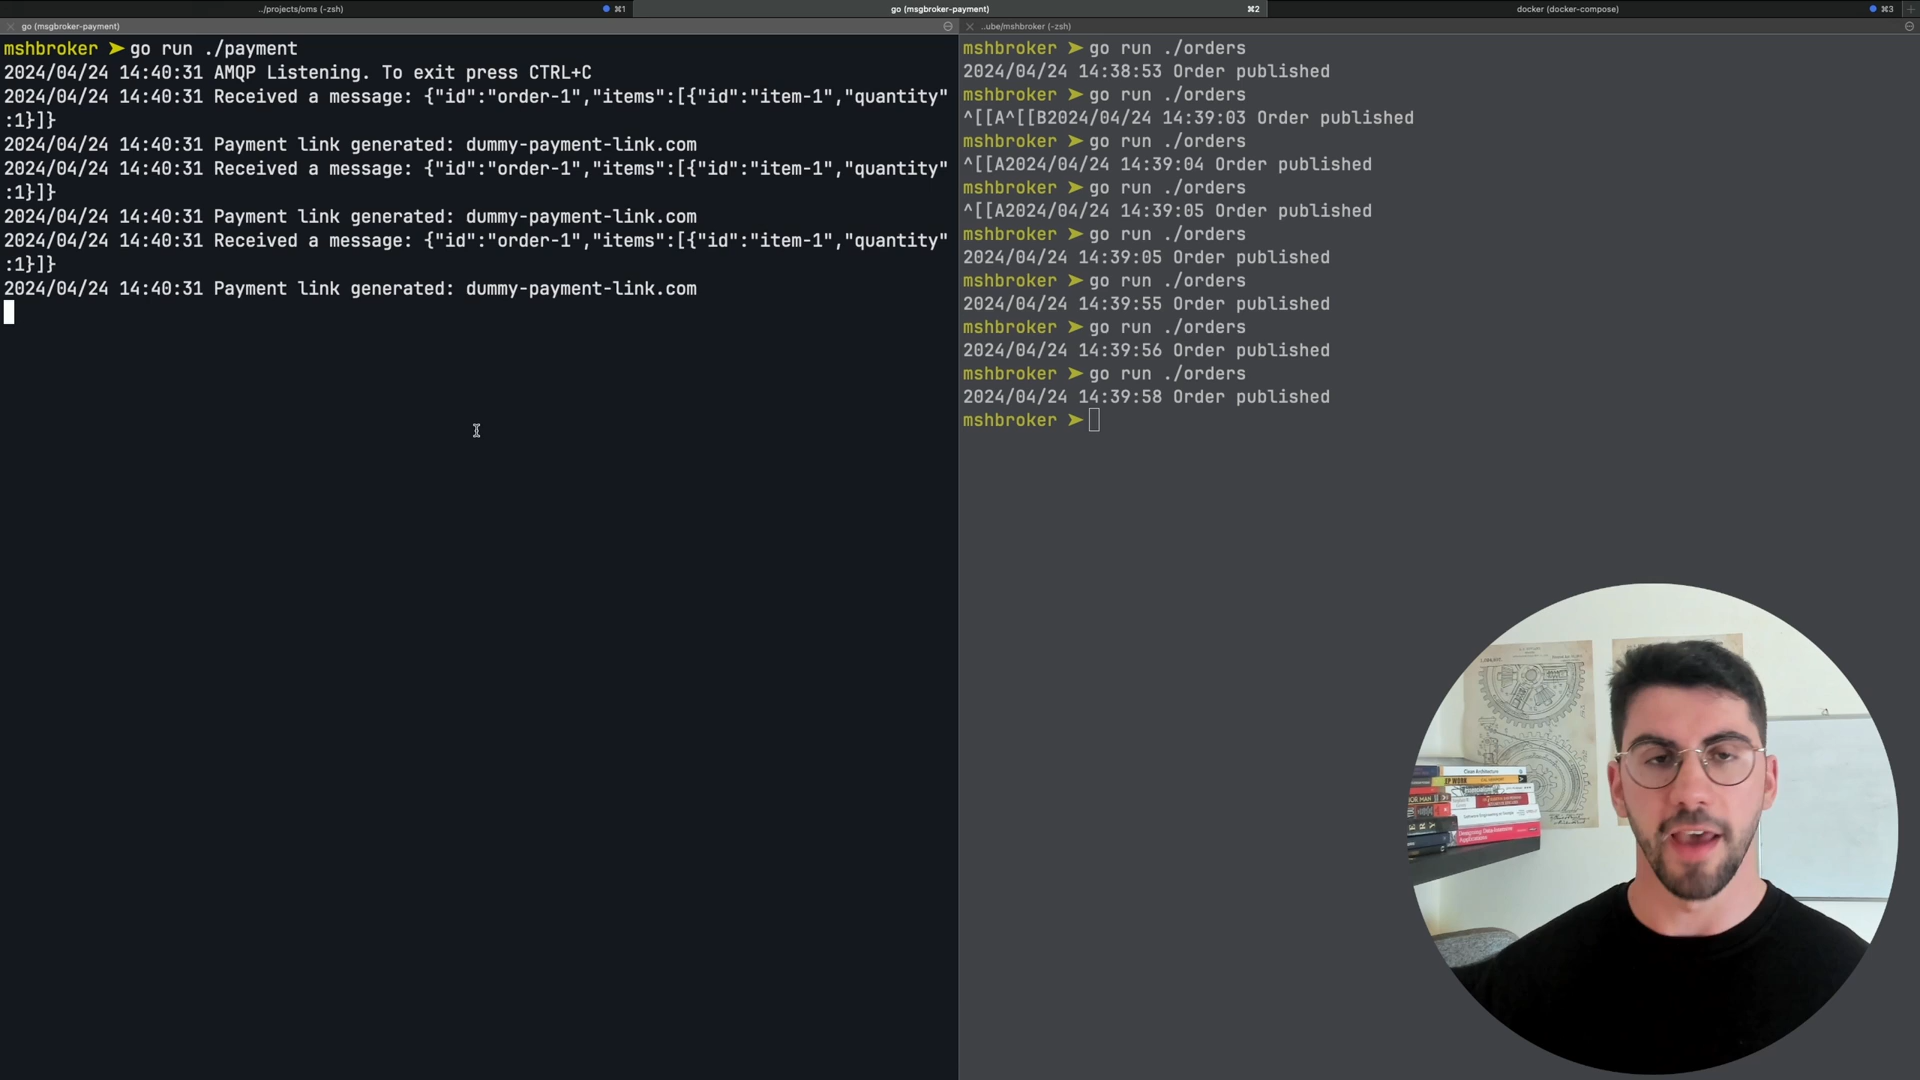 ../projects/oms (-zsh)
⌘1
go (msgbroker-payment)
⌘2
docker (docker-compose)
⌘3
go (msgbroker-payment)
..ube/mshbroker (-zsh)
mshbroker ➤ go run ./payment
2024/04/24 14:40:31 AMQP Listening. To exit press CTRL+C
2024/04/24 14:40:31 Received a message: {"id":"order-1","items":[{"id":"item-1","quantity"
:1}]}
2024/04/24 14:40:31 Payment link generated: dummy-payment-link.com
2024/04/24 14:40:31 Received a message: {"id":"order-1","items":[{"id":"item-1","quantity"
:1}]}
2024/04/24 14:40:31 Payment link generated: dummy-payment-link.com
2024/04/24 14:40:31 Received a message: {"id":"order-1","items":[{"id":"item-1","quantity"
:1}]}
2024/04/24 14:40:31 Payment link generated: dummy-payment-link.com
mshbroker ➤ go run ./orders
2024/04/24 14:38:53 Order published
mshbroker ➤ go run ./orders
^[[A^[[B2024/04/24 14:39:03 Order published
mshbroker ➤ go run ./orders
^[[A2024/04/24 14:39:04 Order published
mshbroker ➤ go run ./orders
^[[A2024/04/24 14:39:05 Order published
mshbroker ➤ go run ./orders
2024/04/24 14:39:05 Order published
mshbroker ➤ go run ./orders
2024/04/24 14:39:55 Order published
mshbroker ➤ go run ./orders
2024/04/24 14:39:56 Order published
mshbroker ➤ go run ./orders
2024/04/24 14:39:58 Order published
mshbroker ➤
Clean Architecture
Designing Data-Intensive
Applications